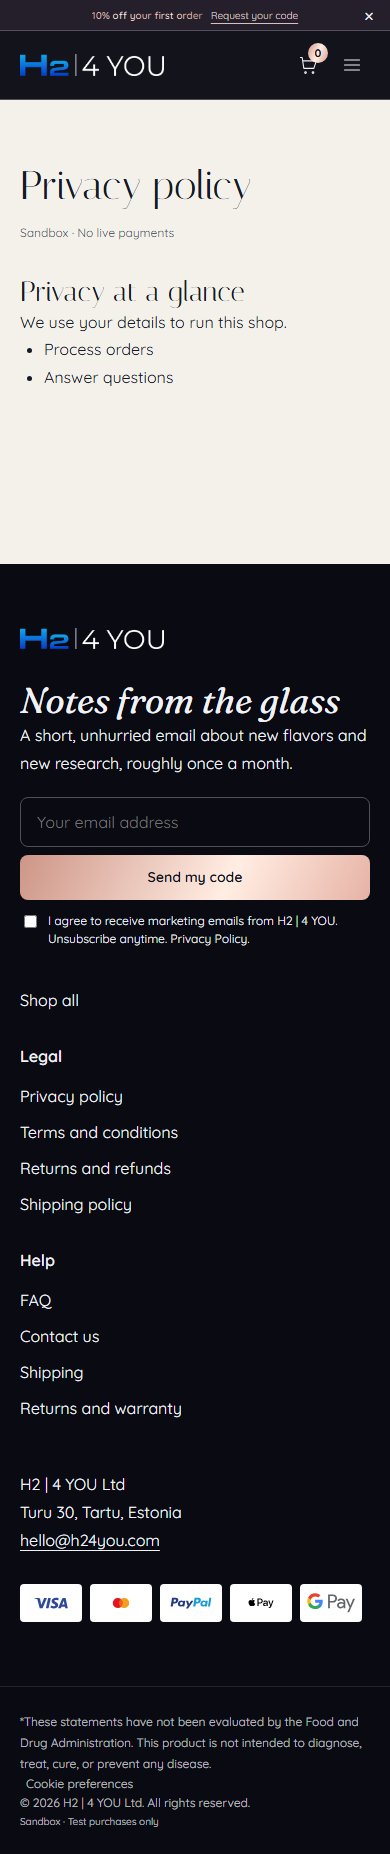 10% off your first order Request your code ×
H2 | 4 YOU 0
Privacy policy
Sandbox · No live payments
Privacy at a glance
We use your details to run this shop.
• Process orders
• Answer questions
H2 | 4 YOU
Notes from the glass
A short, unhurried email about new flavors and
new research, roughly once a month.
Your email address
Send my code
I agree to receive marketing emails from H2 | 4 YOU.
Unsubscribe anytime. Privacy Policy.
Shop all
Legal
Privacy policy
Terms and conditions
Returns and refunds
Shipping policy
Help
FAQ
Contact us
Shipping
Returns and warranty
H2 | 4 YOU Ltd
Turu 30, Tartu, Estonia
hello@h24you.com
VISA PayPal Pay G Pay
*These statements have not been evaluated by the Food and
Drug Administration. This product is not intended to diagnose,
treat, cure, or prevent any disease.
Cookie preferences
© 2026 H2 | 4 YOU Ltd. All rights reserved.
Sandbox · Test purchases only